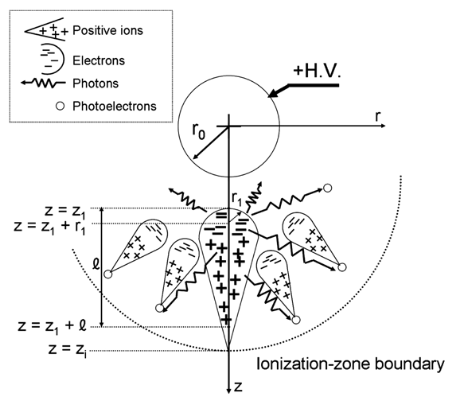 Positive ions
Electrons
Photons
Photoelectrons
+H.V.
r
r₀
r₁
z = z₁
z = z₁ + r₁
ℓ
z = z₁ + ℓ
z = zᵢ
Ionization-zone boundary
z